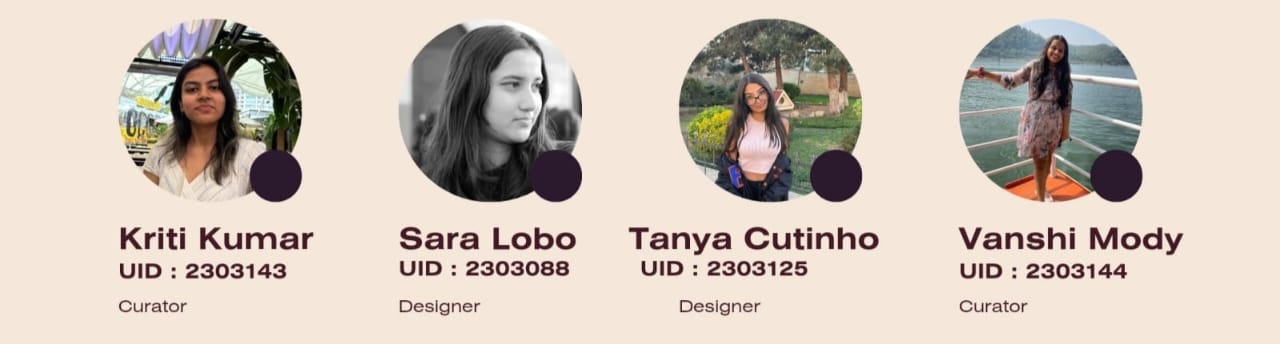 Kriti Kumar
UID : 2303143
Curator
Sara Lobo
UID : 2303088
Designer
Tanya Cutinho
UID : 2303125
Designer
Vanshi Mody
UID : 2303144
Curator